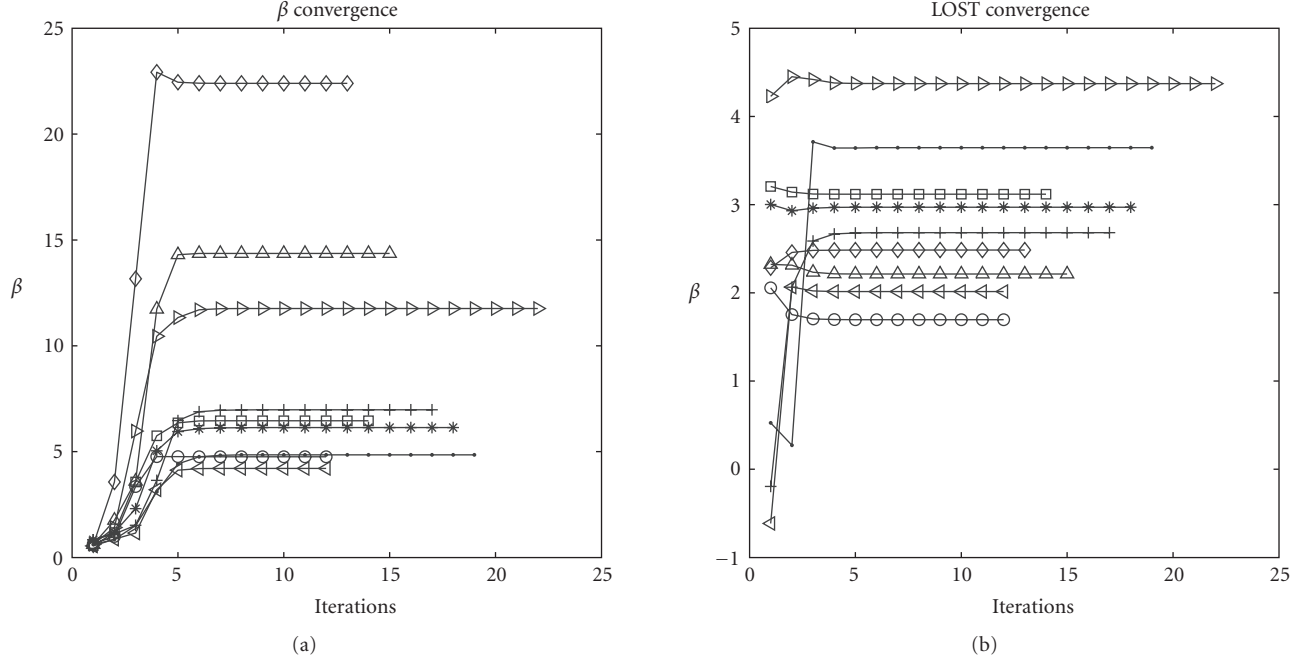 β convergence
25
20
15
10
5
0
β
0 5 10 15 20 25
Iterations
(a)
LOST convergence
5
4
3
2
1
0
−1
β
0 5 10 15 20 25
Iterations
(b)